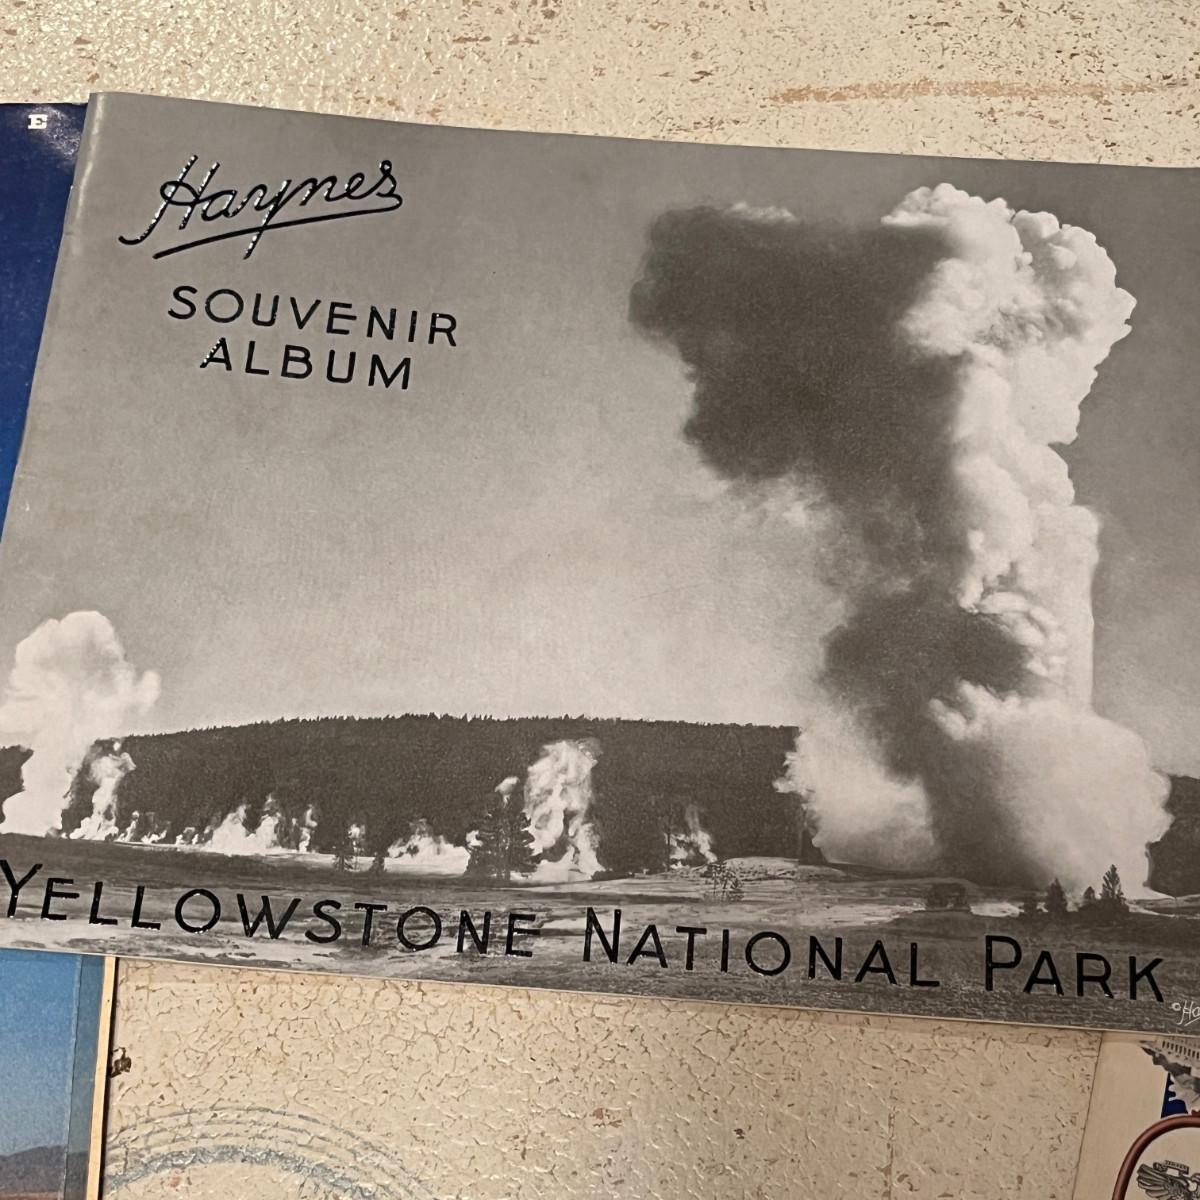 E
Haynes
SOUVENIR
ALBUM
YELLOWSTONE NATIONAL PARK